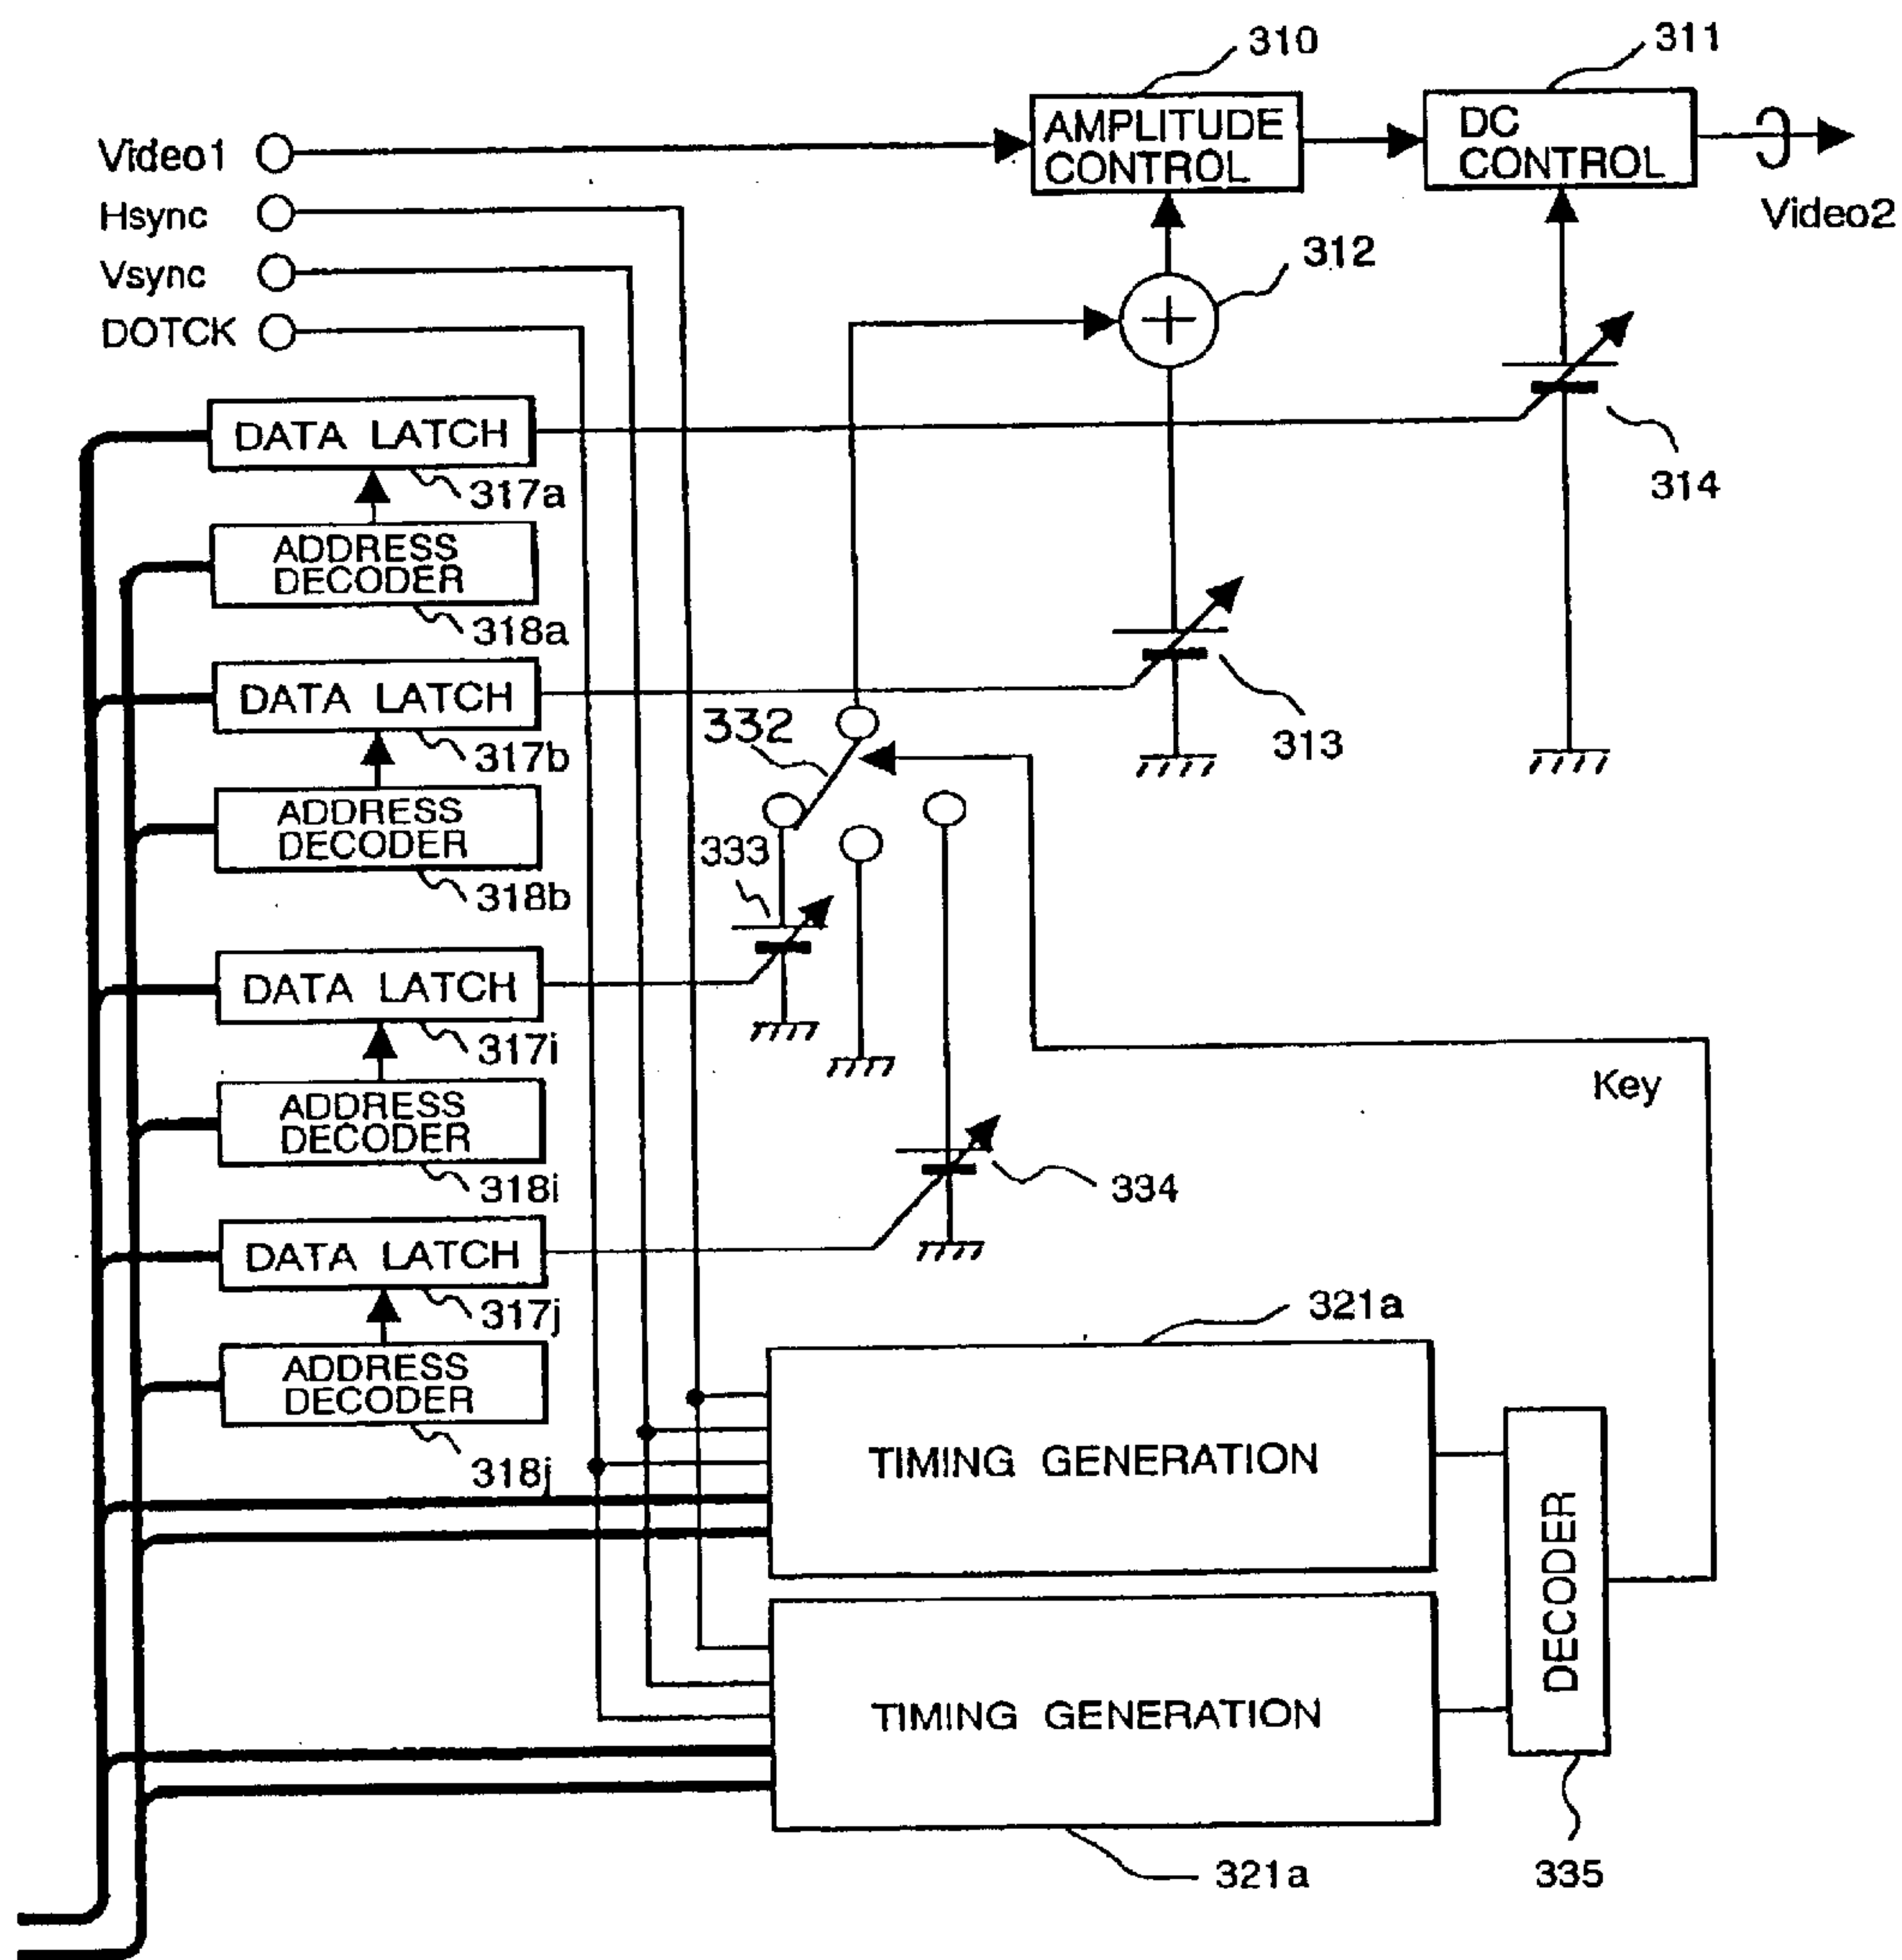 310
311
AMPLITUDE
CONTROL
DC
CONTROL
Video1
Hsync
Vsync
DOTCK
Video2
312
+
DATA LATCH
317a
314
ADDRESS
DECODER
318a
DATA LATCH
317b
332
313
ADDRESS
DECODER
318b
333
DATA LATCH
317i
Key
ADDRESS
DECODER
318i
334
DATA LATCH
317j
321a
ADDRESS
DECODER
318j
TIMING GENERATION
DECODER
TIMING GENERATION
321a
335